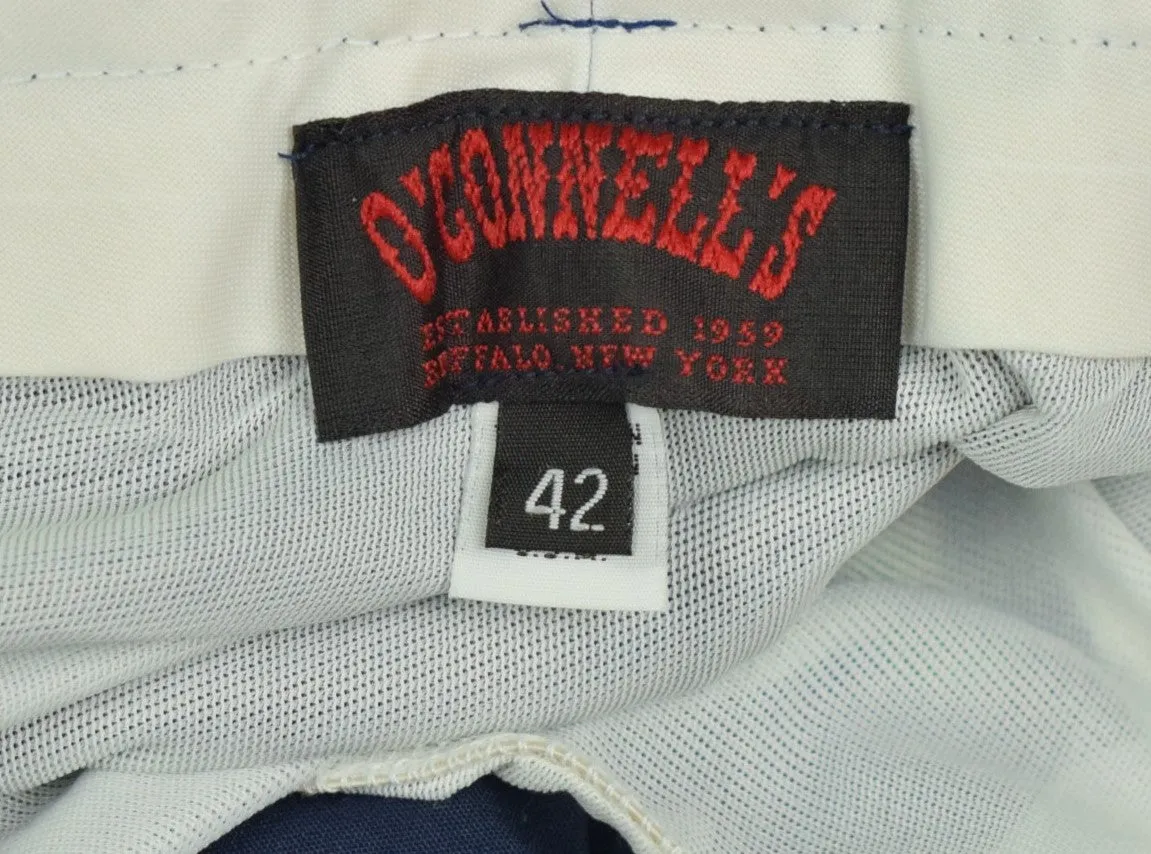 O'CONNELL'S
ESTABLISHED 1959
BUFFALO, NEW YORK
42